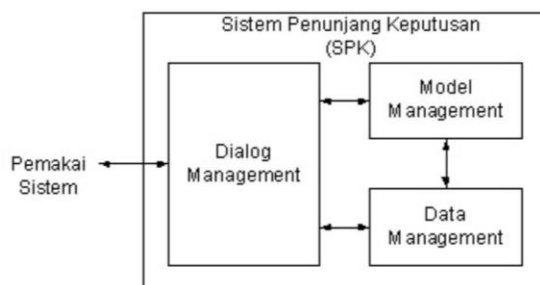 Sistem Penunjang Keputusan
(SPK)
Model
Management
Dialog
Management
Pemakai
Sistem
Data
Management